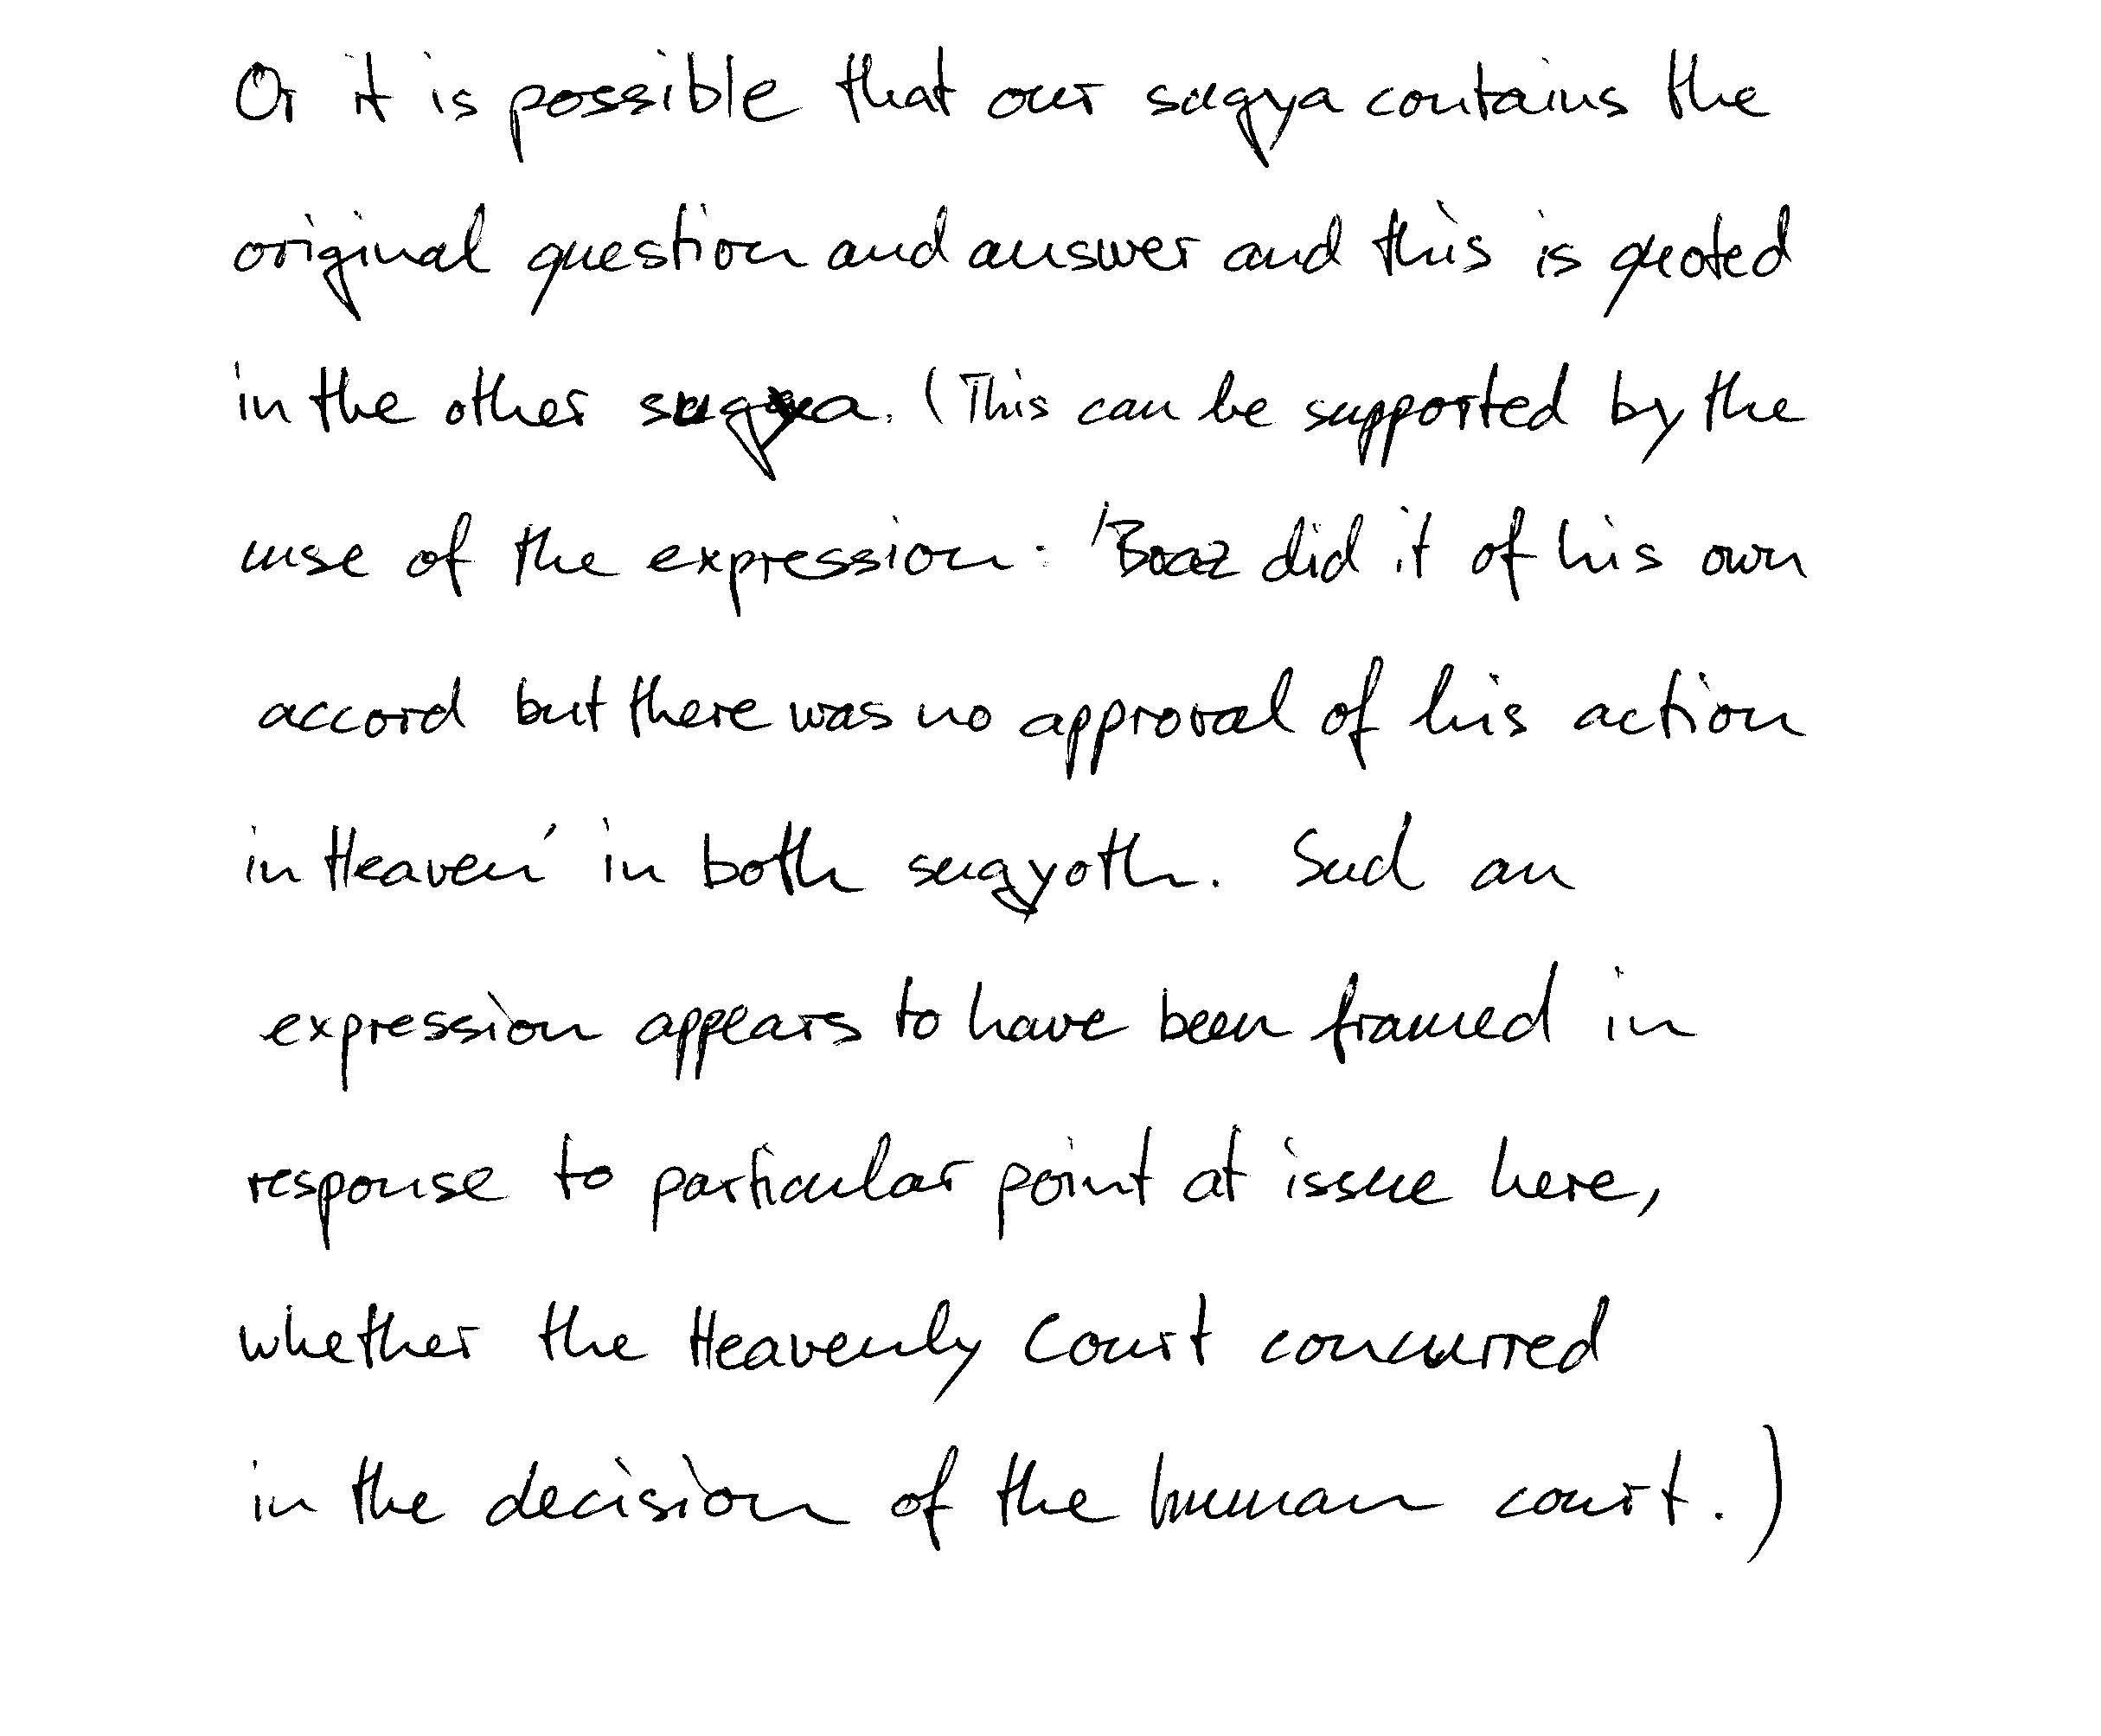 Or it is possible that our sugya contains the
original question and answer and this is quoted
in the other sugya. (This can be supported by the
use of the expression: 'Boaz did it of his own
accord but there was no approval of his action
in Heaven' in both sugyoth. Such an
expression appears to have been framed in
response to particular point at issue here,
whether the Heavenly Court concurred
in the decision of the human court.)